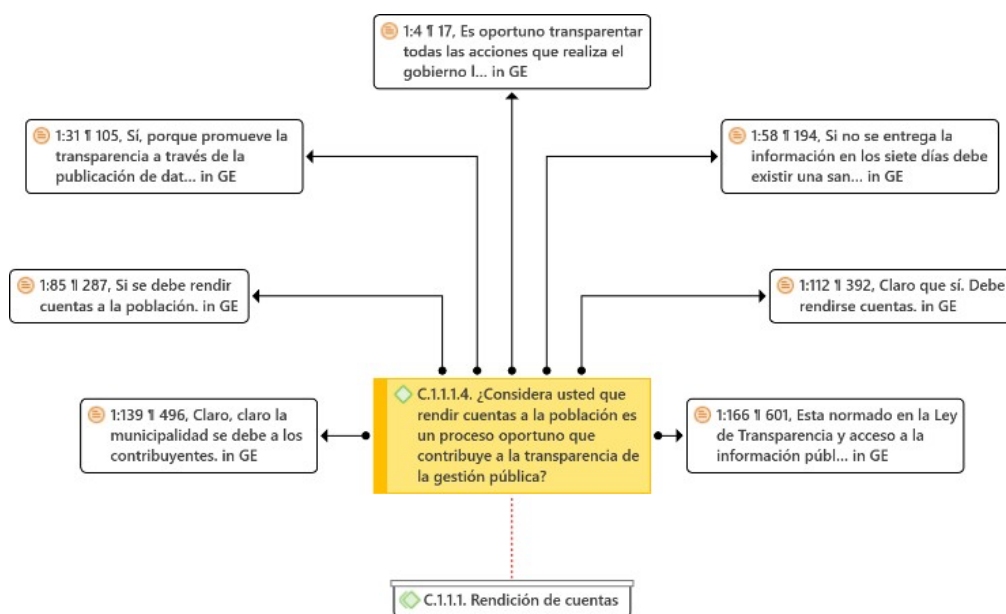 1:4 ¶ 17, Es oportuno transparentar
todas las acciones que realiza el
gobierno l... in GE
1:31 ¶ 105, Sí, porque promueve la
transparencia a través de la
publicación de dat... in GE
1:58 ¶ 194, Si no se entrega la
información en los siete días debe
existir una san... in GE
1:85 ¶ 287, Si se debe rendir
cuentas a la población. in GE
1:112 ¶ 392, Claro que sí. Debe
rendirse cuentas. in GE
1:139 ¶ 496, Claro, claro la
municipalidad se debe a los
contribuyentes. in GE
C.1.1.1.4. ¿Considera usted que
rendir cuentas a la población es
un proceso oportuno que
contribuye a la transparencia de
la gestión pública?
1:166 ¶ 601, Esta normado en la Ley
de Transparencia y acceso a la
información públ... in GE
C.1.1.1. Rendición de cuentas